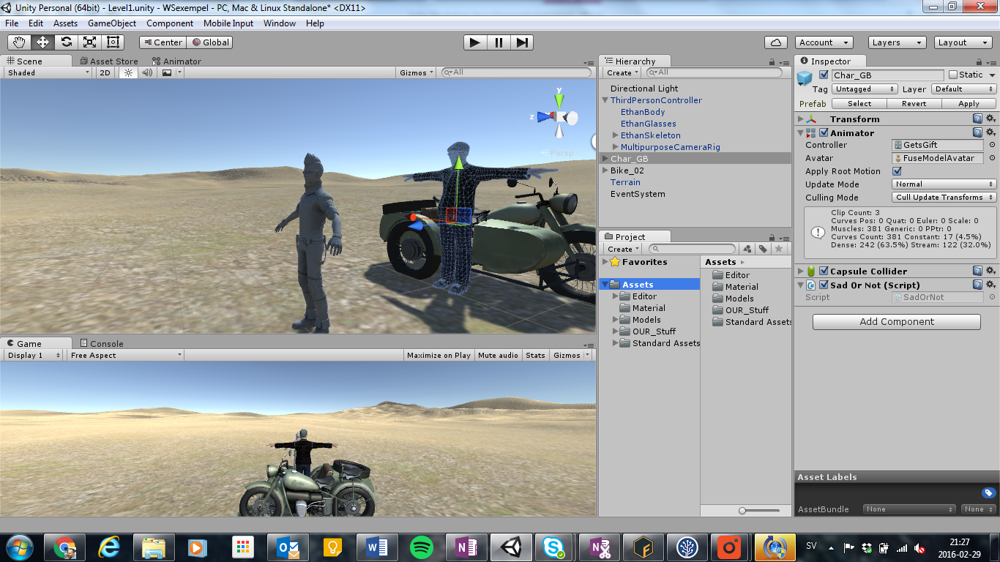 Unity Personal (64bit) - Level1.unity - WSexempel - PC, Mac & Linux Standalone* <DX11>
File Edit Assets GameObject Component Mobile Input Window Help
Center Global Account Layers Layout
Scene Asset Store Animator
Shaded 2D Gizmos All
y
z
Persp
Game Console
Display 1 Free Aspect Maximize on Play Mute audio Stats Gizmos
Hierarchy
Create All
Directional Light
ThirdPersonController
EthanBody
EthanGlasses
EthanSkeleton
MultipurposeCameraRig
Char_GB
Bike_02
Terrain
EventSystem
Project
Create
Favorites
Assets
Editor
Material
Models
OUR_Stuff
Standard Assets
Assets
Editor
Material
Models
OUR_Stuff
Standard Assets
Inspector
Char_GB Static
Tag Untagged Layer Default
Prefab Select Revert Apply
Transform
Animator
Controller GetsGift
Avatar FuseModelAvatar
Apply Root Motion
Update Mode Normal
Culling Mode Cull Update Transforms
Clip Count: 3
Curves Pos: 0 Quat: 0 Euler: 0 Scale: 0
Muscles: 381 Generic: 0 PPtr: 0
Curves Count: 381 Constant: 17 (4.5%)
Dense: 242 (63.5%) Stream: 122 (32.0%)
Capsule Collider
Sad Or Not (Script)
Script SadOrNot
Add Component
Asset Labels
AssetBundle None None
SV 21:27
2016-02-29